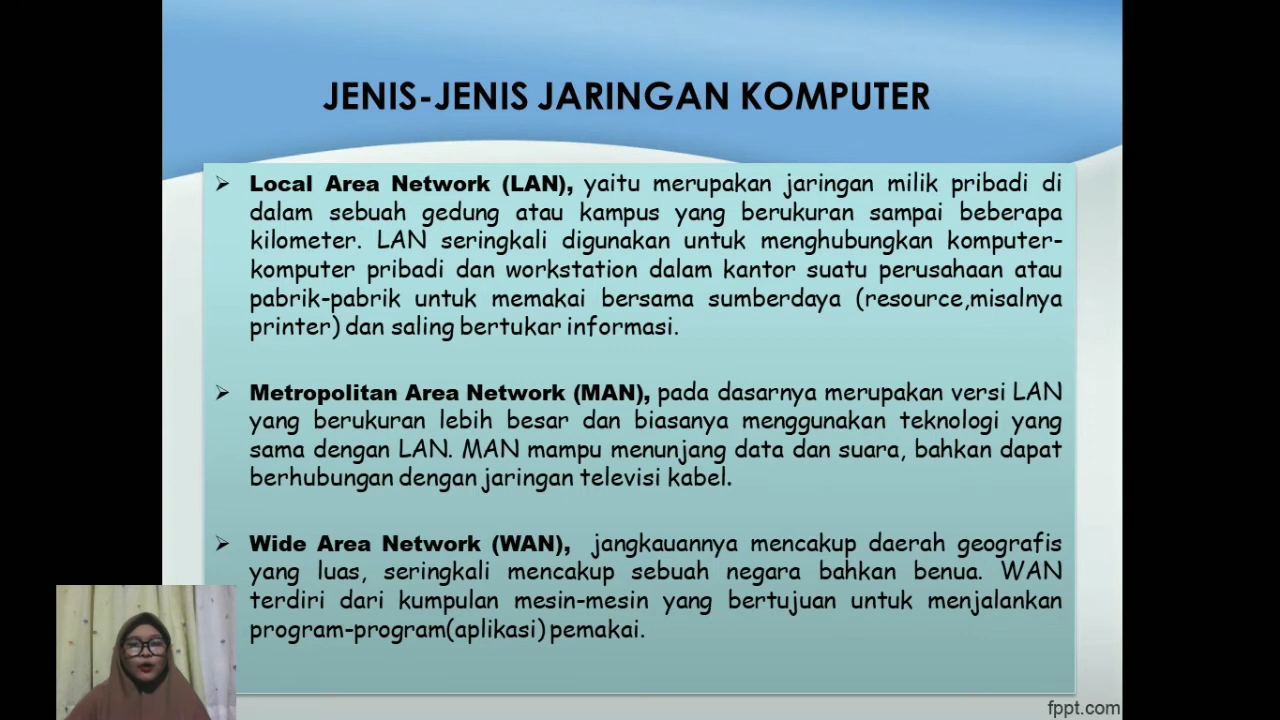 JENIS-JENIS JARINGAN KOMPUTER
➢ Local Area Network (LAN), yaitu merupakan jaringan milik pribadi di
dalam sebuah gedung atau kampus yang berukuran sampai beberapa
kilometer. LAN seringkali digunakan untuk menghubungkan komputer-
komputer pribadi dan workstation dalam kantor suatu perusahaan atau
pabrik-pabrik untuk memakai bersama sumberdaya (resource,misalnya
printer) dan saling bertukar informasi.
➢ Metropolitan Area Network (MAN), pada dasarnya merupakan versi LAN
yang berukuran lebih besar dan biasanya menggunakan teknologi yang
sama dengan LAN. MAN mampu menunjang data dan suara, bahkan dapat
berhubungan dengan jaringan televisi kabel.
➢ Wide Area Network (WAN), jangkauannya mencakup daerah geografis
yang luas, seringkali mencakup sebuah negara bahkan benua. WAN
terdiri dari kumpulan mesin-mesin yang bertujuan untuk menjalankan
program-program(aplikasi) pemakai.
fppt.com